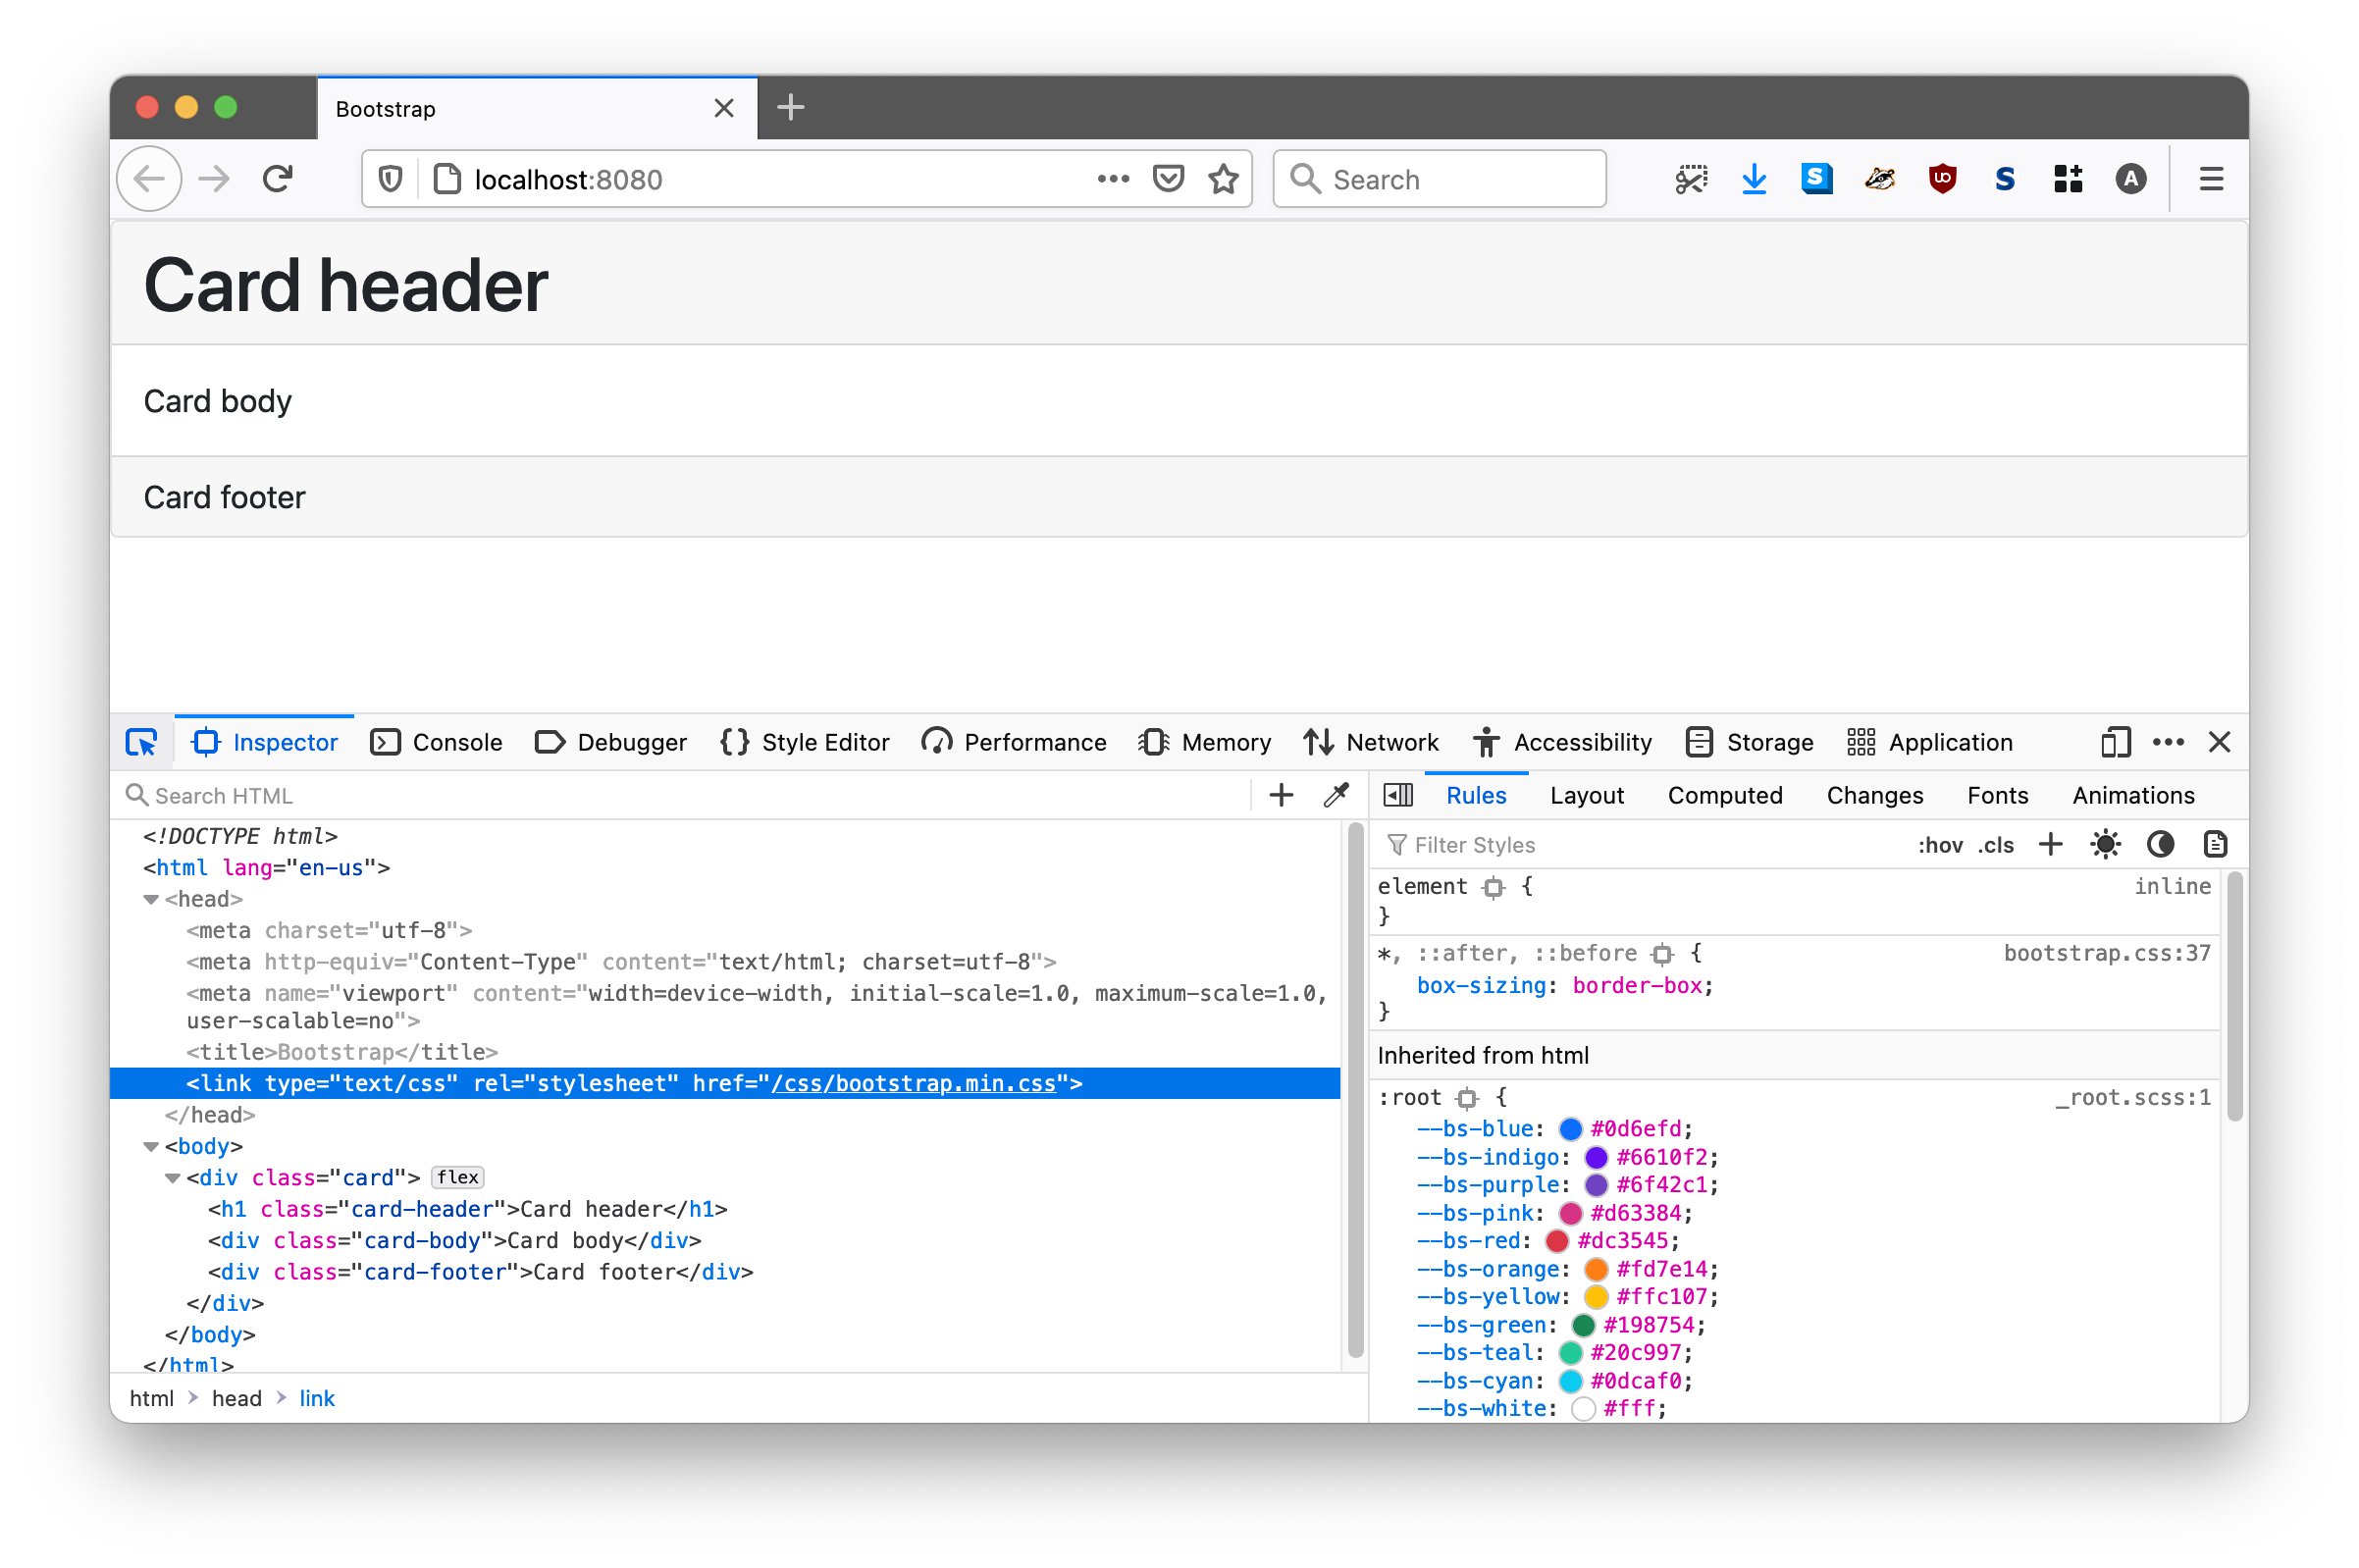 Bootstrap
localhost:8080
Search
S
UD
S
A
Card header
Card body
Card footer
Inspector
Console
Debugger
Style Editor
Performance
Memory
Network
Accessibility
Storage
Application
Search HTML
Rules
Layout
Computed
Changes
Fonts
Animations
<!DOCTYPE html>
<html lang="en-us">
<head>
<meta charset="utf-8">
<meta http-equiv="Content-Type" content="text/html; charset=utf-8">
<meta name="viewport" content="width=device-width, initial-scale=1.0, maximum-scale=1.0,
user-scalable=no">
<title>Bootstrap</title>
<link type="text/css" rel="stylesheet" href="/css/bootstrap.min.css">
</head>
<body>
<div class="card"> flex
<h1 class="card-header">Card header</h1>
<div class="card-body">Card body</div>
<div class="card-footer">Card footer</div>
</div>
</body>
</html>
html > head > link
Filter Styles
:hov .cls
element { inline
}
*, ::after, ::before { bootstrap.css:37
box-sizing: border-box;
}
Inherited from html
:root { _root.scss:1
--bs-blue: #0d6efd;
--bs-indigo: #6610f2;
--bs-purple: #6f42c1;
--bs-pink: #d63384;
--bs-red: #dc3545;
--bs-orange: #fd7e14;
--bs-yellow: #ffc107;
--bs-green: #198754;
--bs-teal: #20c997;
--bs-cyan: #0dcaf0;
--bs-white: #fff;